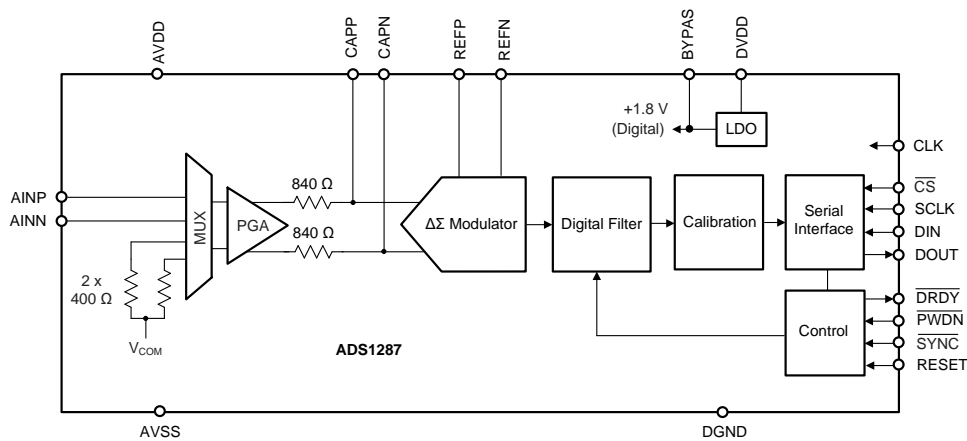 AVDD
CAPP
CAPN
REFP
REFN
BYPAS
DVDD
+1.8 V
(Digital)
LDO
CLK
AINP
AINN
MUX
PGA
840 Ω
840 Ω
ΔΣ Modulator
Digital Filter
Calibration
Serial
Interface
CS
SCLK
DIN
DOUT
2 x
400 Ω
VCOM
ADS1287
Control
DRDY
PWDN
SYNC
RESET
AVSS
DGND